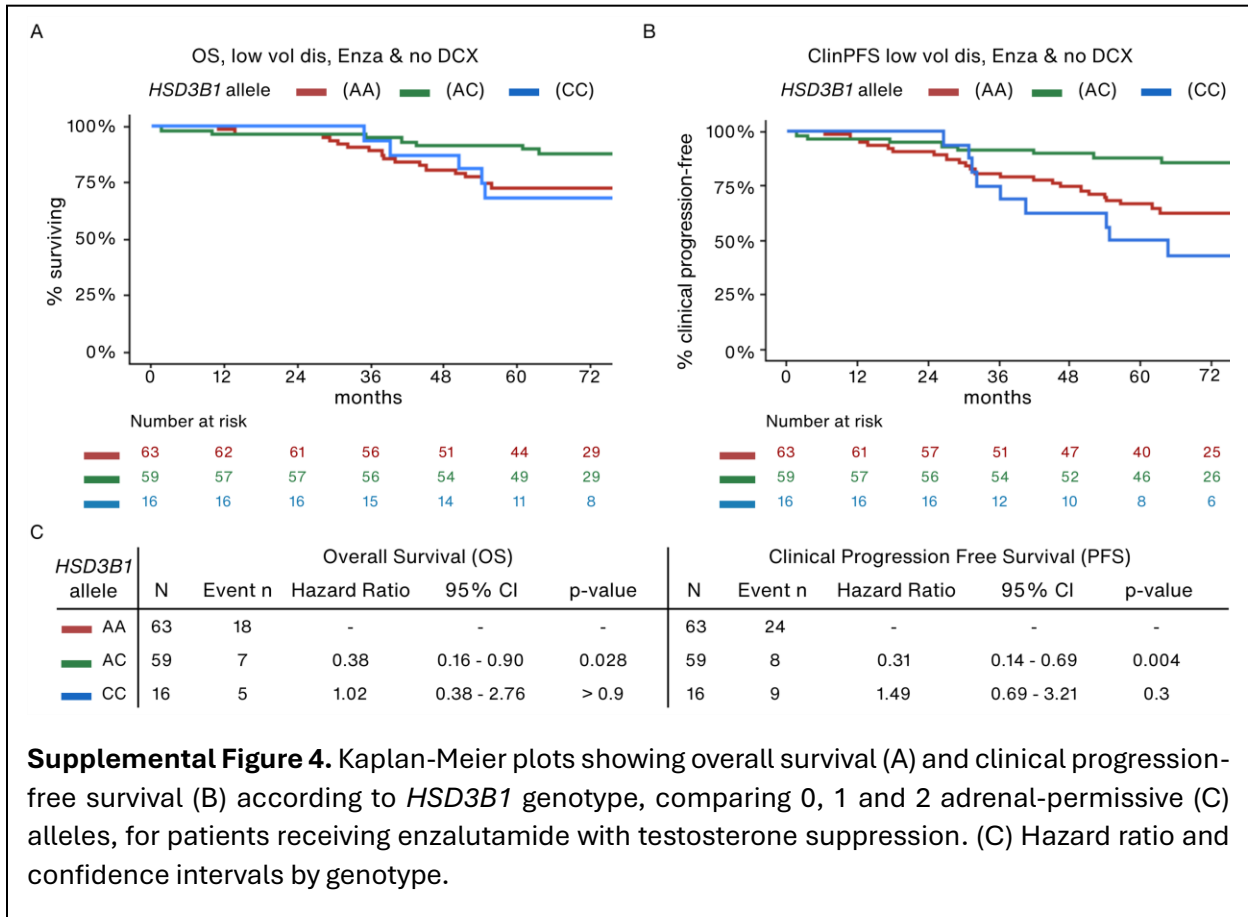 A
OS, low vol dis, Enza & no DCX
HSD3B1 allele (AA) (AC) (CC)
100%
75%
50%
25%
0%
% surviving
0 12 24 36 48 60 72
months
Number at risk
63 62 61 56 51 44 29
59 57 57 56 54 49 29
16 16 16 15 14 11 8
B
ClinPFS low vol dis, Enza & no DCX
HSD3B1 allele (AA) (AC) (CC)
100%
75%
50%
25%
0%
% clinical progression-free
0 12 24 36 48 60 72
months
Number at risk
63 61 57 51 47 40 25
59 57 56 54 52 46 26
16 16 16 12 10 8 6
C
HSD3B1 allele Overall Survival (OS) Clinical Progression Free Survival (PFS)
N Event n Hazard Ratio 95% CI p-value N Event n Hazard Ratio 95% CI p-value
AA 63 18 - - - 63 24 - - -
AC 59 7 0.38 0.16 - 0.90 0.028 59 8 0.31 0.14 - 0.69 0.004
CC 16 5 1.02 0.38 - 2.76 > 0.9 16 9 1.49 0.69 - 3.21 0.3
Supplemental Figure 4. Kaplan-Meier plots showing overall survival (A) and clinical progression-
free survival (B) according to HSD3B1 genotype, comparing 0, 1 and 2 adrenal-permissive (C)
alleles, for patients receiving enzalutamide with testosterone suppression. (C) Hazard ratio and
confidence intervals by genotype.